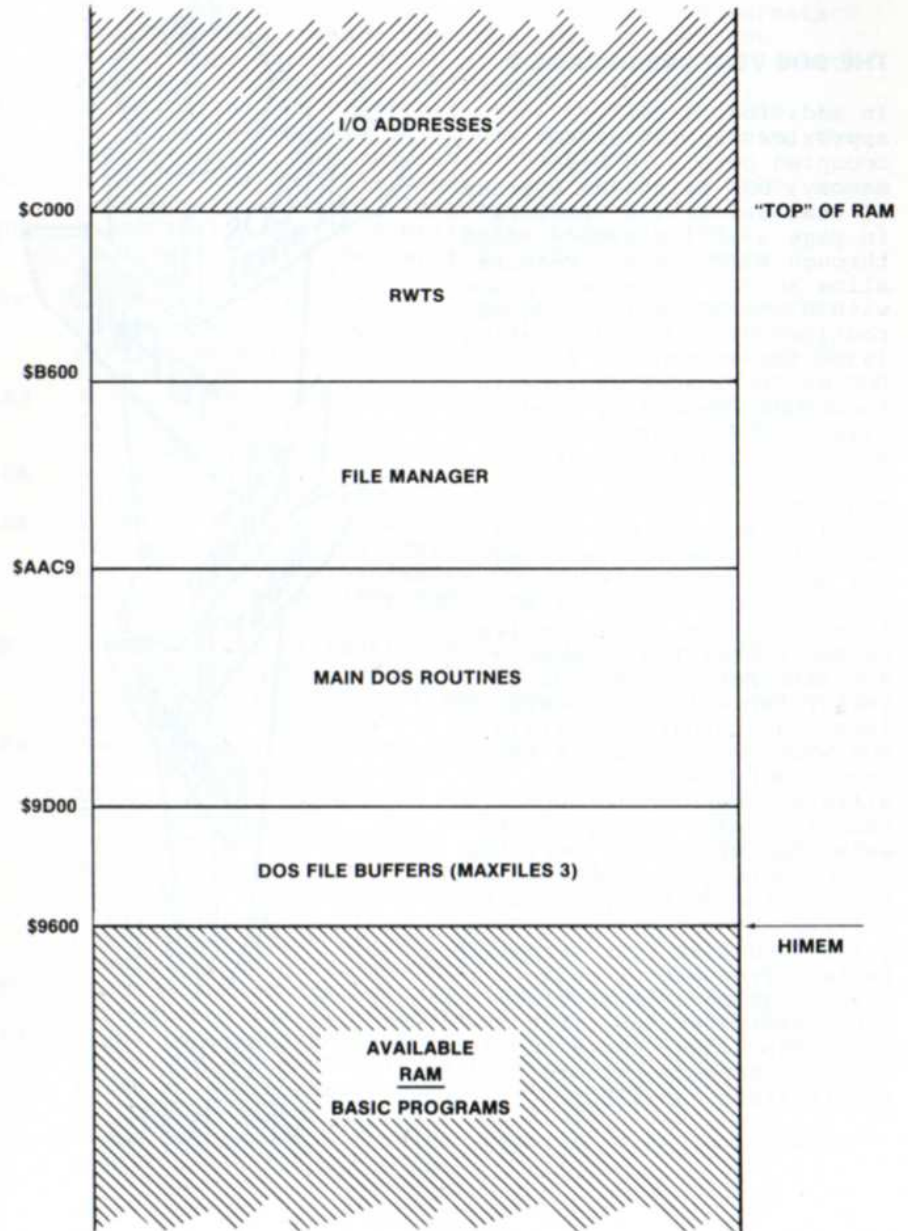 I/O ADDRESSES
$C000
"TOP" OF RAM
RWTS
$B600
FILE MANAGER
$AAC9
MAIN DOS ROUTINES
$9D00
DOS FILE BUFFERS (MAXFILES 3)
$9600
HIMEM
AVAILABLE
RAM
BASIC PROGRAMS